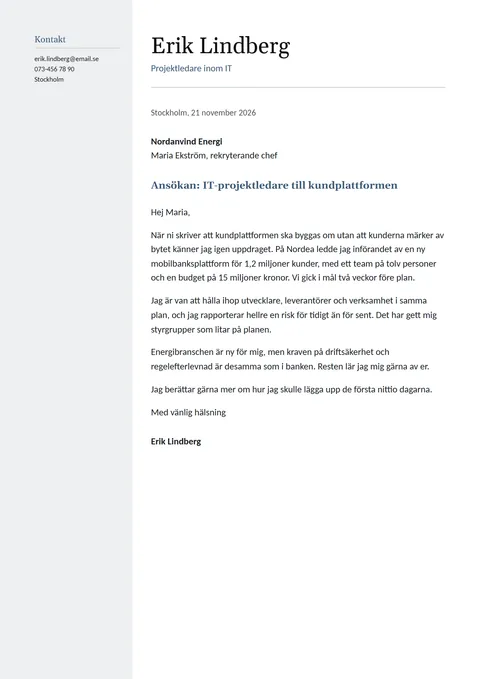 Kontakt
erik.lindberg@email.se
073-456 78 90
Stockholm
Erik Lindberg
Projektledare inom IT
Stockholm, 21 november 2026
Nordanvind Energi
Maria Ekström, rekryterande chef
Ansökan: IT-projektledare till kundplattformen
Hej Maria,
När ni skriver att kundplattformen ska byggas om utan att kunderna märker av
bytet känner jag igen uppdraget. På Nordea ledde jag införandet av en ny
mobilbanksplattform för 1,2 miljoner kunder, med ett team på tolv personer
och en budget på 15 miljoner kronor. Vi gick i mål två veckor före plan.
Jag är van att hålla ihop utvecklare, leverantörer och verksamhet i samma
plan, och jag rapporterar hellre en risk för tidigt än för sent. Det har gett mig
styrgrupper som litar på planen.
Energibranschen är ny för mig, men kraven på driftsäkerhet och
regelefterlevnad är desamma som i banken. Resten lär jag mig gärna av er.
Jag berättar gärna mer om hur jag skulle lägga upp de första nittio dagarna.
Med vänlig hälsning
Erik Lindberg